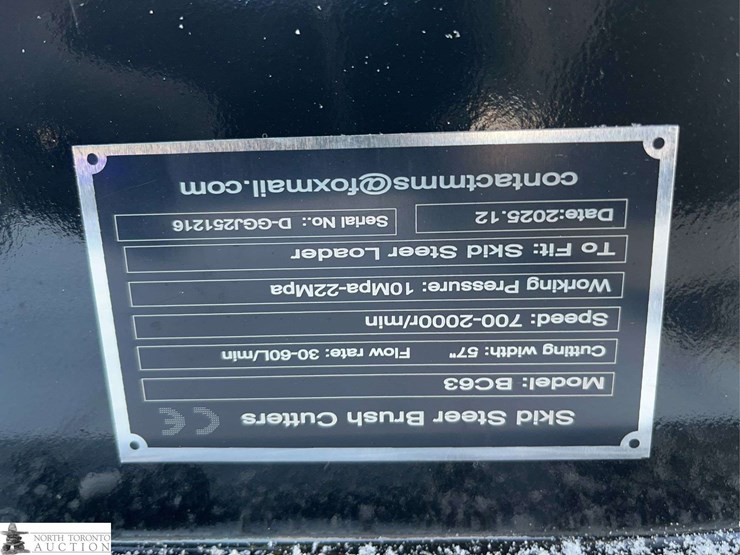 Skid Steer Brush Cutters CE
Model: BC63
Cutting width: 57" Flow rate: 30-60L/min
Speed: 700-2000r/min
Working Pressure: 10Mpa-22Mpa
To Fit: Skid Steer Loader
Date:2025.12 Serial No.: D-GGJ251216
contactmms@foxmail.com
NORTH TORONTO
AUCTION